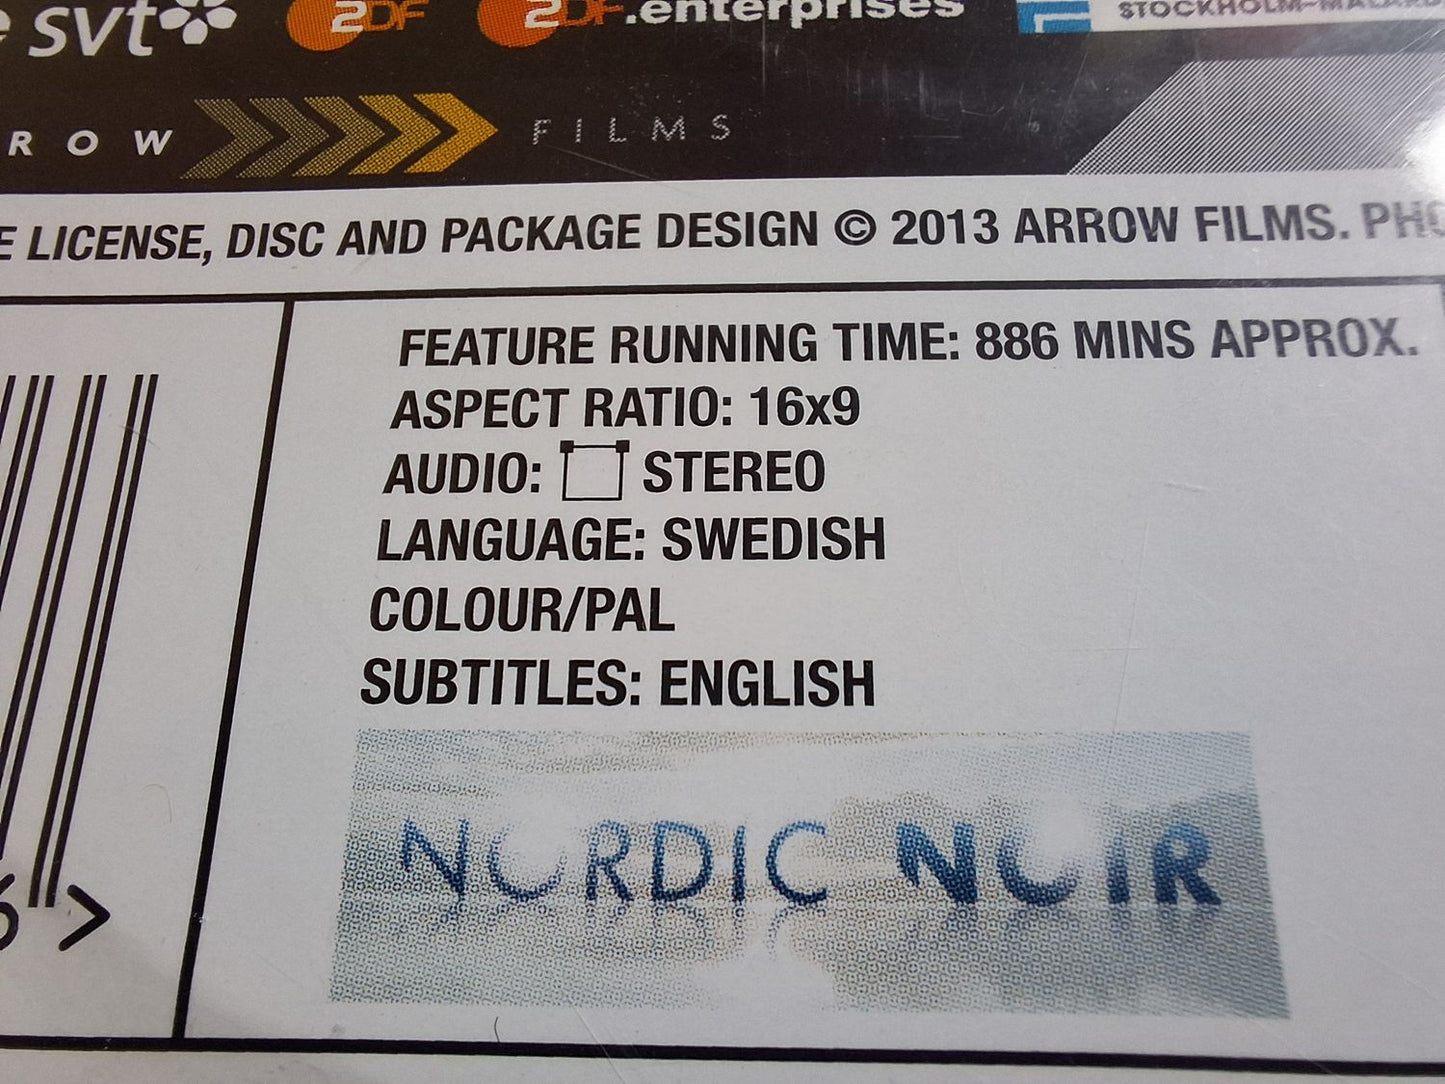 svt ZDF ZDF.enterprises
ROW FILMS
E LICENSE, DISC AND PACKAGE DESIGN © 2013 ARROW FILMS.
FEATURE RUNNING TIME: 886 MINS APPROX.
ASPECT RATIO: 16x9
AUDIO: STEREO
LANGUAGE: SWEDISH
COLOUR/PAL
SUBTITLES: ENGLISH
NORDIC NOIR
6 >